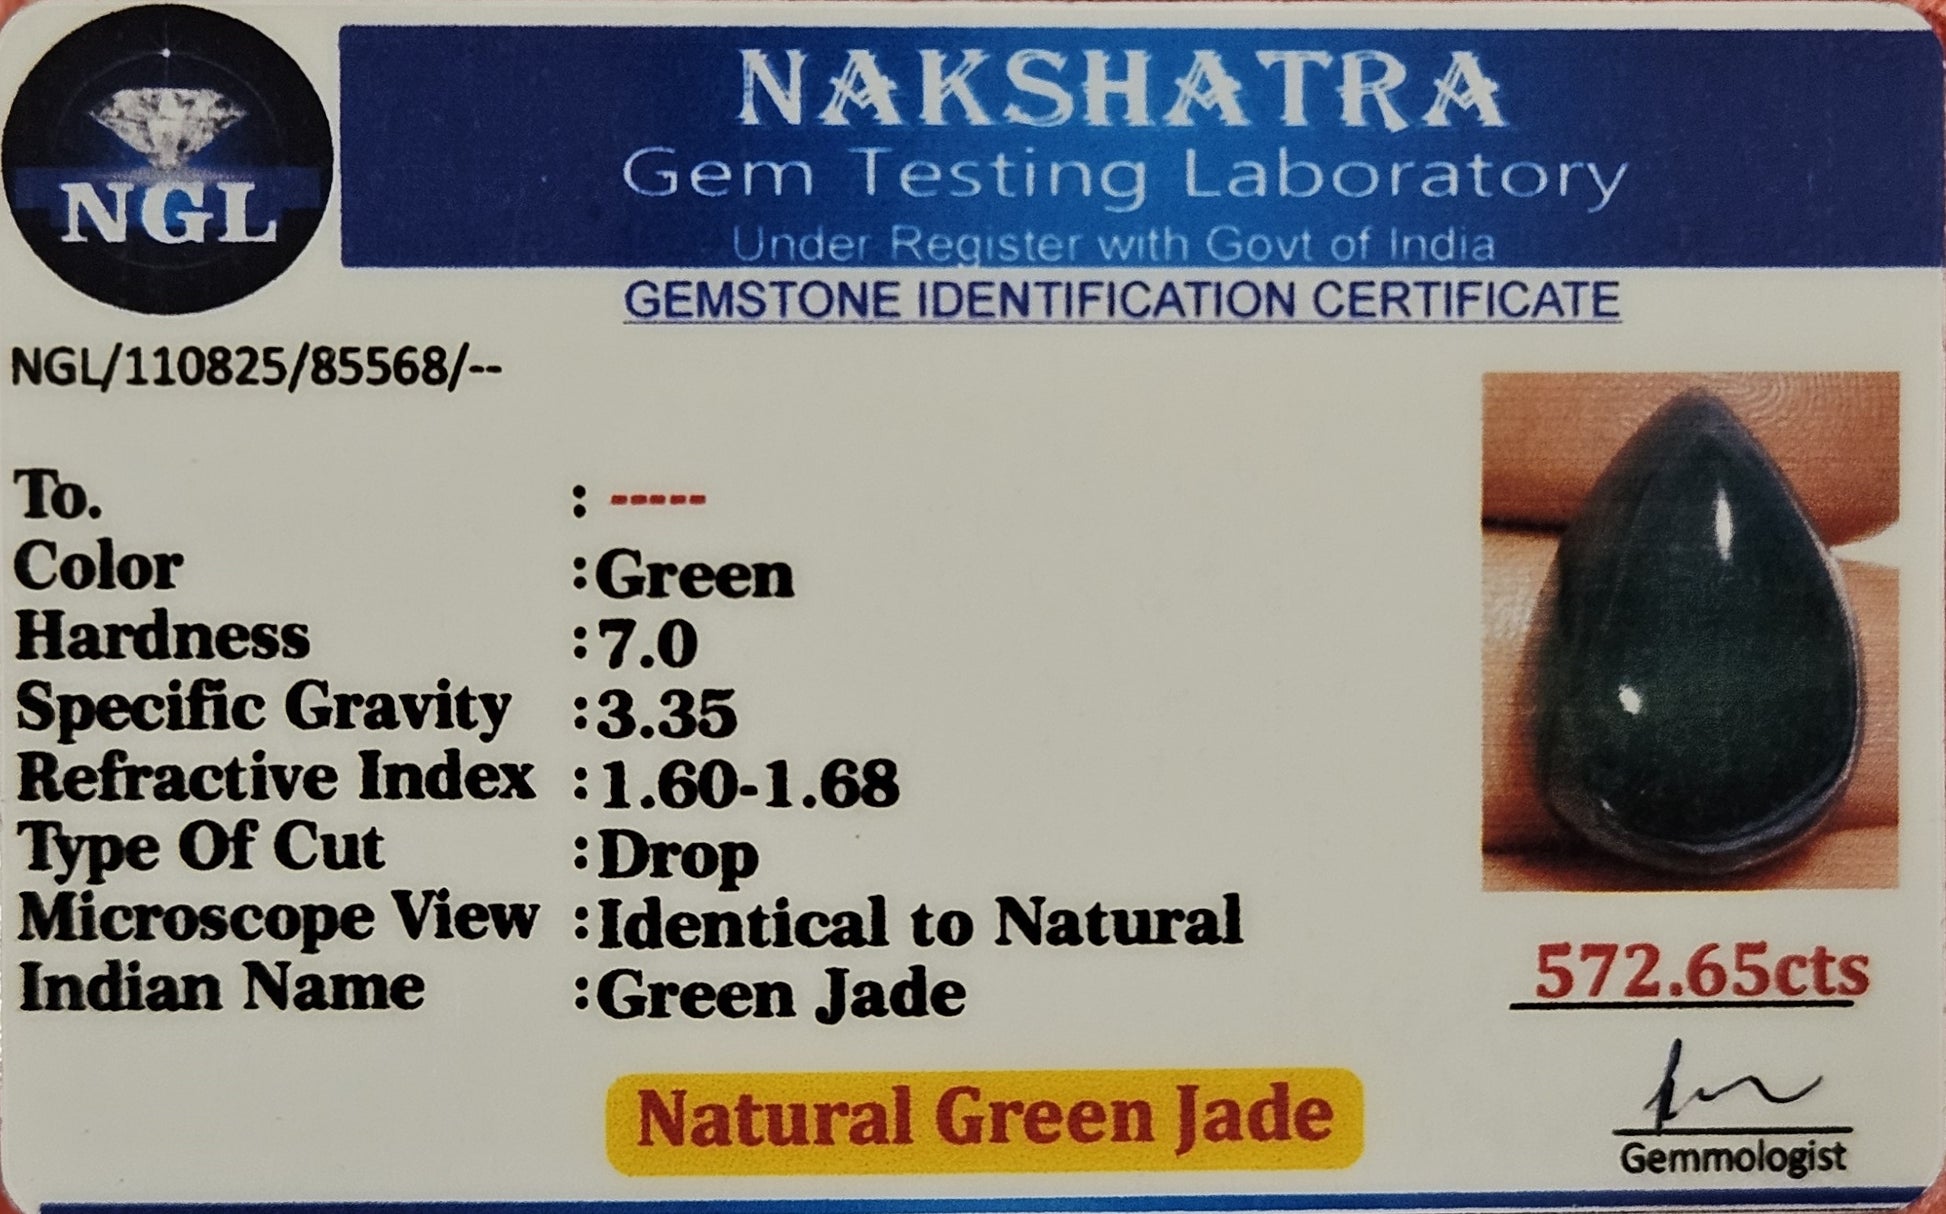 NGL
NAKSHATRA
Gem Testing Laboratory
Under Register with Govt of India
GEMSTONE IDENTIFICATION CERTIFICATE
NGL/110825/85568/--
To. : -----
Color :Green
Hardness :7.0
Specific Gravity :3.35
Refractive Index :1.60-1.68
Type Of Cut :Drop
Microscope View :Identical to Natural
Indian Name :Green Jade
572.65cts
Natural Green Jade
Gemmologist